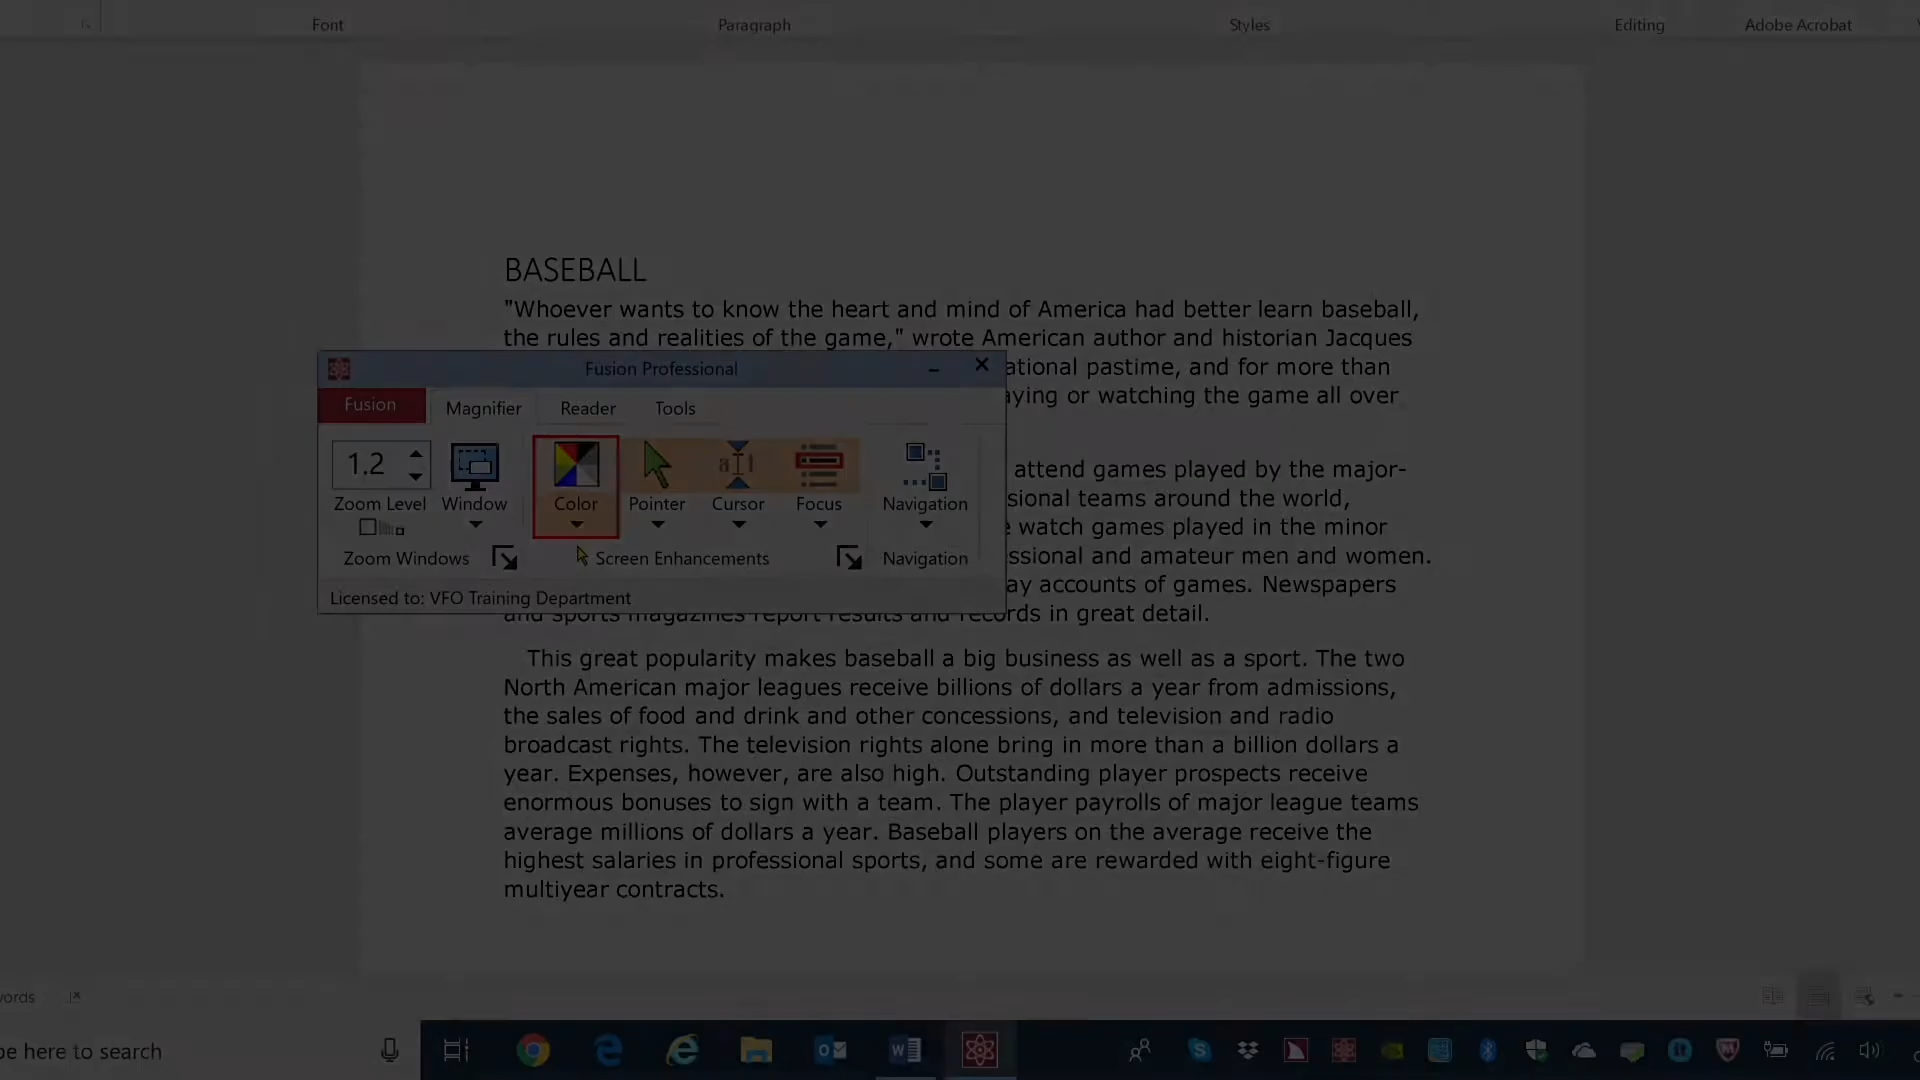 Font Paragraph Styles Editing Adobe Acrobat
BASEBALL
"Whoever wants to know the heart and mind of America had better learn baseball,
the rules and realities of the game," wrote American author and historian Jacques
ational pastime, and for more than
aying or watching the game all over
attend games played by the major-
sional teams around the world,
e watch games played in the minor
ssional and amateur men and women.
ay accounts of games. Newspapers
and sports magazines report results and records in great detail.
Fusion Professional
Fusion Magnifier Reader Tools
1.2
Zoom Level Window Color Pointer Cursor Focus Navigation
Zoom Windows Screen Enhancements Navigation
Licensed to: VFO Training Department
This great popularity makes baseball a big business as well as a sport. The two
North American major leagues receive billions of dollars a year from admissions,
the sales of food and drink and other concessions, and television and radio
broadcast rights. The television rights alone bring in more than a billion dollars a
year. Expenses, however, are also high. Outstanding player prospects receive
enormous bonuses to sign with a team. The player payrolls of major league teams
average millions of dollars a year. Baseball players on the average receive the
highest salaries in professional sports, and some are rewarded with eight-figure
multiyear contracts.
words
pe here to search